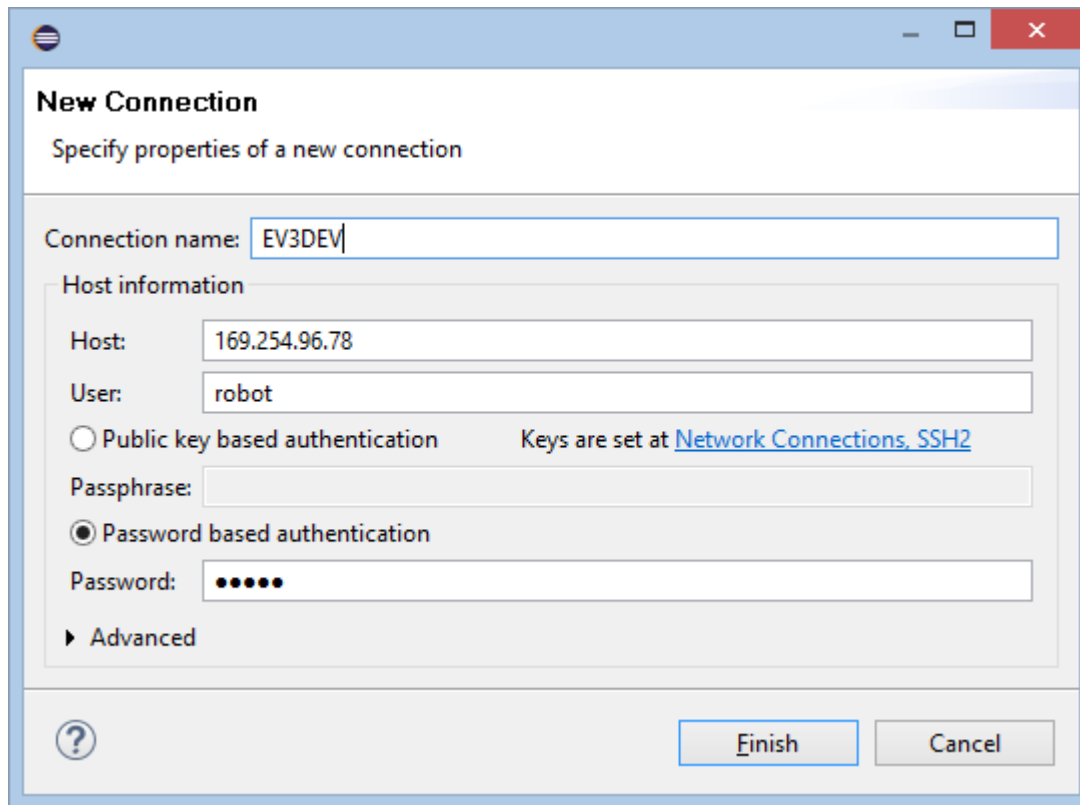 New Connection
Specify properties of a new connection
Connection name: EV3DEV
Host information
Host: 169.254.96.78
User: robot
Public key based authentication Keys are set at Network Connections, SSH2
Passphrase:
Password based authentication
Password: •••••
Advanced
? Finish Cancel